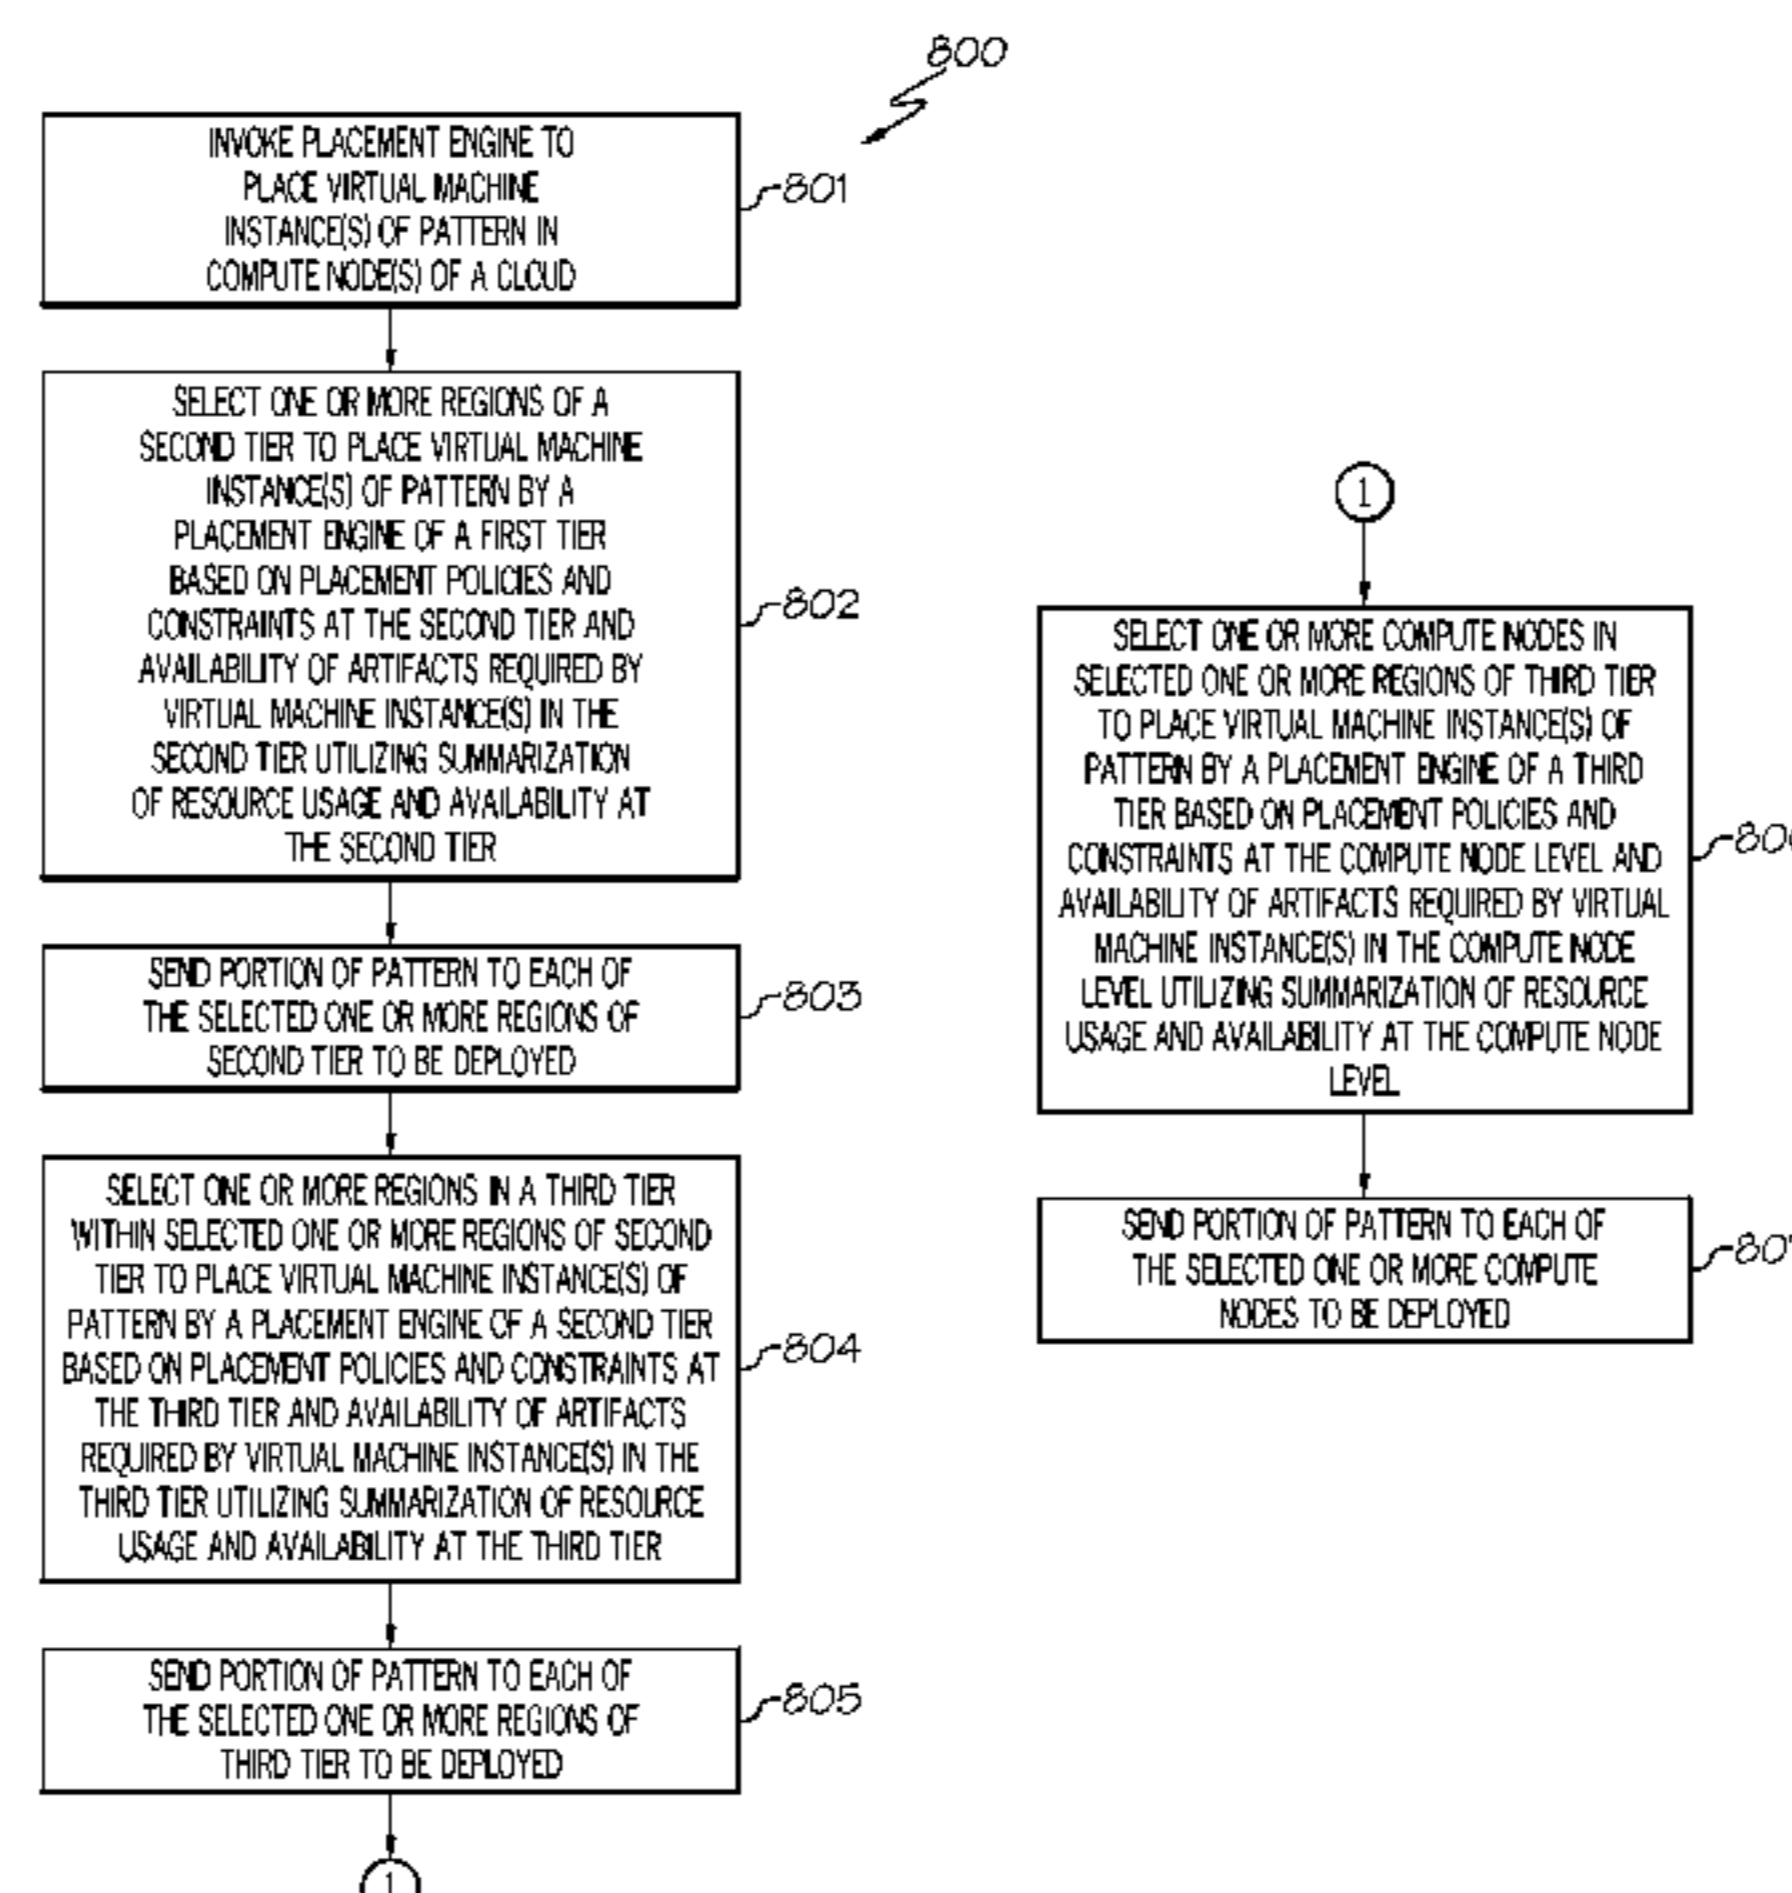 800
INVOKE PLACEMENT ENGINE TO
PLACE VIRTUAL MACHINE
INSTANCE(S) OF PATTERN IN
COMPUTE NODE(S) OF A CLOUD
801
SELECT ONE OR MORE REGIONS OF A
SECOND TIER TO PLACE VIRTUAL MACHINE
INSTANCE(S) OF PATTERN BY A
PLACEMENT ENGINE OF A FIRST TIER
BASED ON PLACEMENT POLICIES AND
CONSTRAINTS AT THE SECOND TIER AND
AVAILABILITY OF ARTIFACTS REQUIRED BY
VIRTUAL MACHINE INSTANCE(S) IN THE
SECOND TIER UTILIZING SUMMARIZATION
OF RESOURCE USAGE AND AVAILABILITY AT
THE SECOND TIER
802
SEND PORTION OF PATTERN TO EACH OF
THE SELECTED ONE OR MORE REGIONS OF
SECOND TIER TO BE DEPLOYED
803
SELECT ONE OR MORE REGIONS IN A THIRD TIER
WITHIN SELECTED ONE OR MORE REGIONS OF SECOND
TIER TO PLACE VIRTUAL MACHINE INSTANCE(S) OF
PATTERN BY A PLACEMENT ENGINE OF A SECOND TIER
BASED ON PLACEMENT POLICIES AND CONSTRAINTS AT
THE THIRD TIER AND AVAILABILITY OF ARTIFACTS
REQUIRED BY VIRTUAL MACHINE INSTANCE(S) IN THE
THIRD TIER UTILIZING SUMMARIZATION OF RESOURCE
USAGE AND AVAILABILITY AT THE THIRD TIER
804
SEND PORTION OF PATTERN TO EACH OF
THE SELECTED ONE OR MORE REGIONS OF
THIRD TIER TO BE DEPLOYED
805
1
1
SELECT ONE OR MORE COMPUTE NODES IN
SELECTED ONE OR MORE REGIONS OF THIRD TIER
TO PLACE VIRTUAL MACHINE INSTANCE(S) OF
PATTERN BY A PLACEMENT ENGINE OF A THIRD
TIER BASED ON PLACEMENT POLICIES AND
CONSTRAINTS AT THE COMPUTE NODE LEVEL AND
AVAILABILITY OF ARTIFACTS REQUIRED BY VIRTUAL
MACHINE INSTANCE(S) IN THE COMPUTE NODE
LEVEL UTILIZING SUMMARIZATION OF RESOURCE
USAGE AND AVAILABILITY AT THE COMPUTE NODE
LEVEL
SEND PORTION OF PATTERN TO EACH OF
THE SELECTED ONE OR MORE COMPUTE
NODES TO BE DEPLOYED